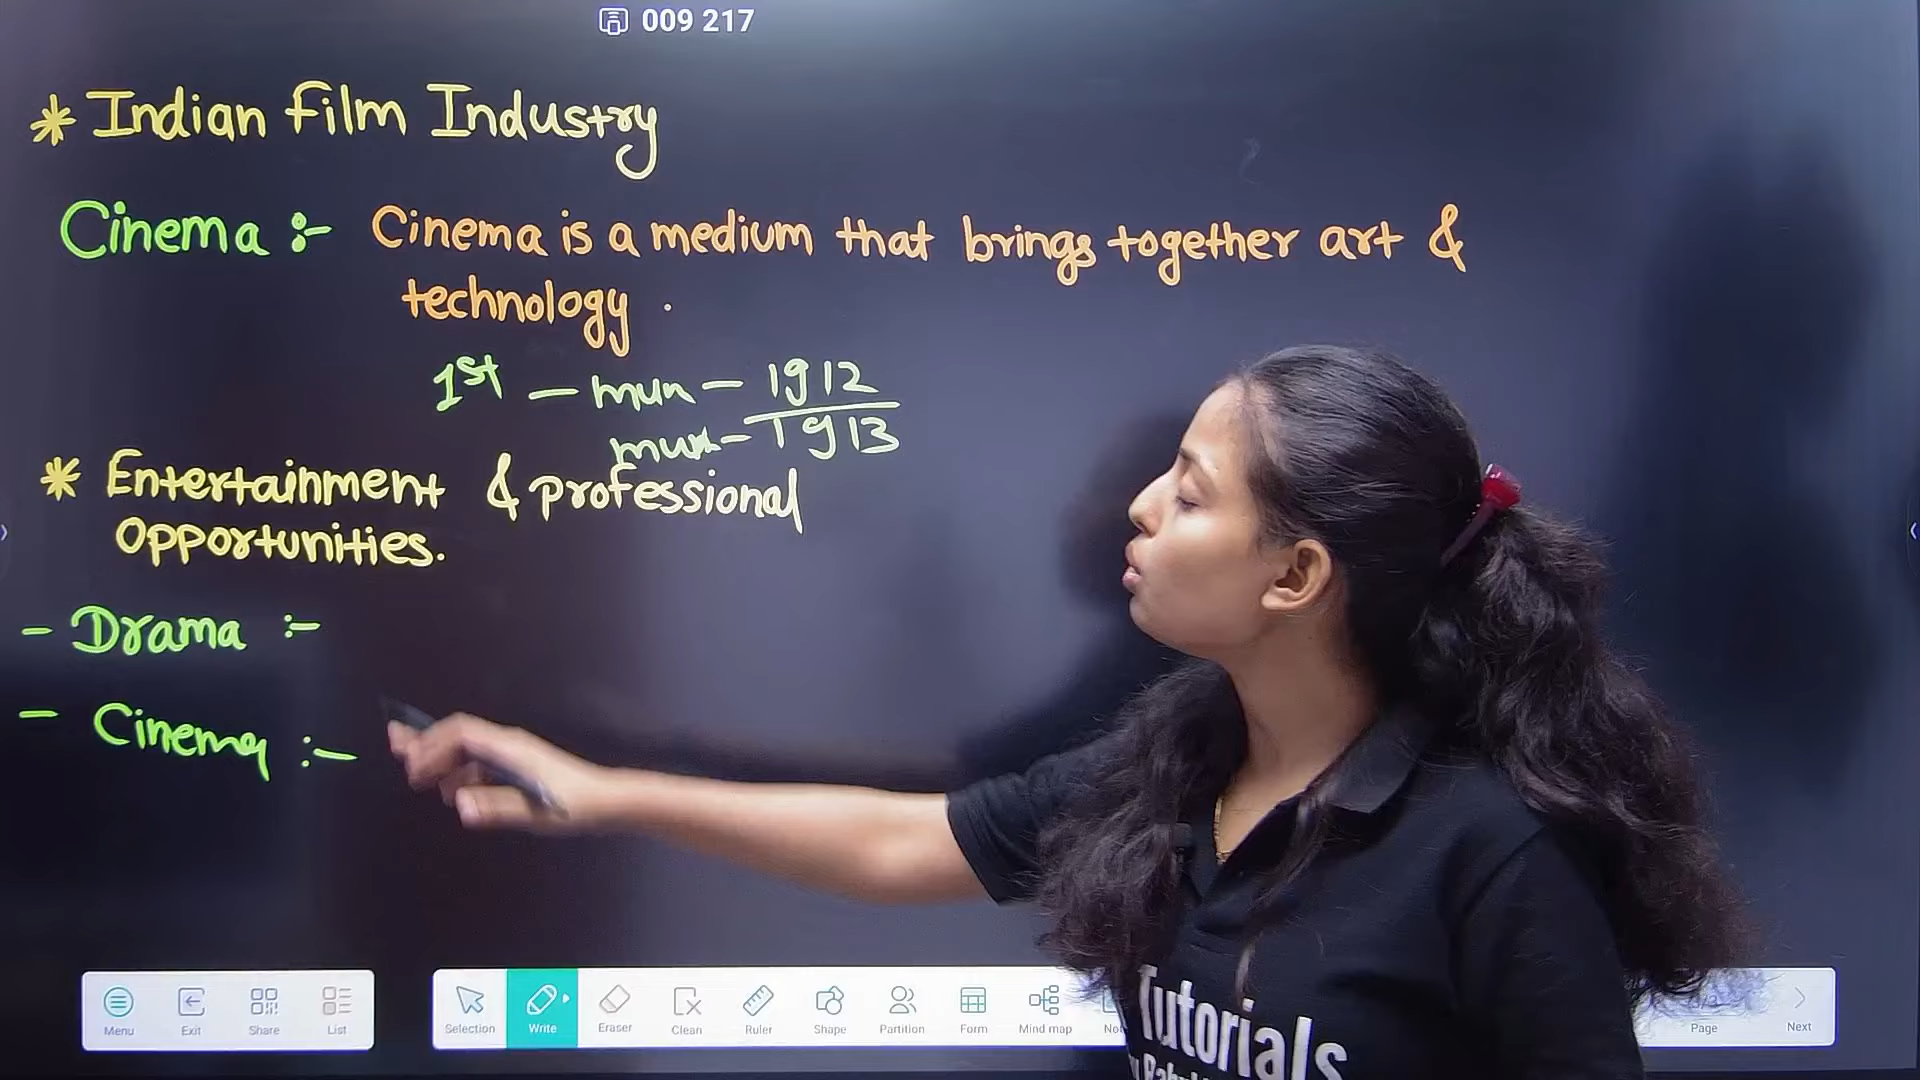 009 217
* Indian Film Industry
Cinema :- Cinema is a medium that brings together art &
technology .
1st - mun - 1912
mun - 1913
* Entertainment & professional
Opportunities.
- Drama :-
- Cinema :-
Menu Exit Share List Selection Write Eraser Clean Ruler Shape Partition Form Mind map Page Next
Tutorials